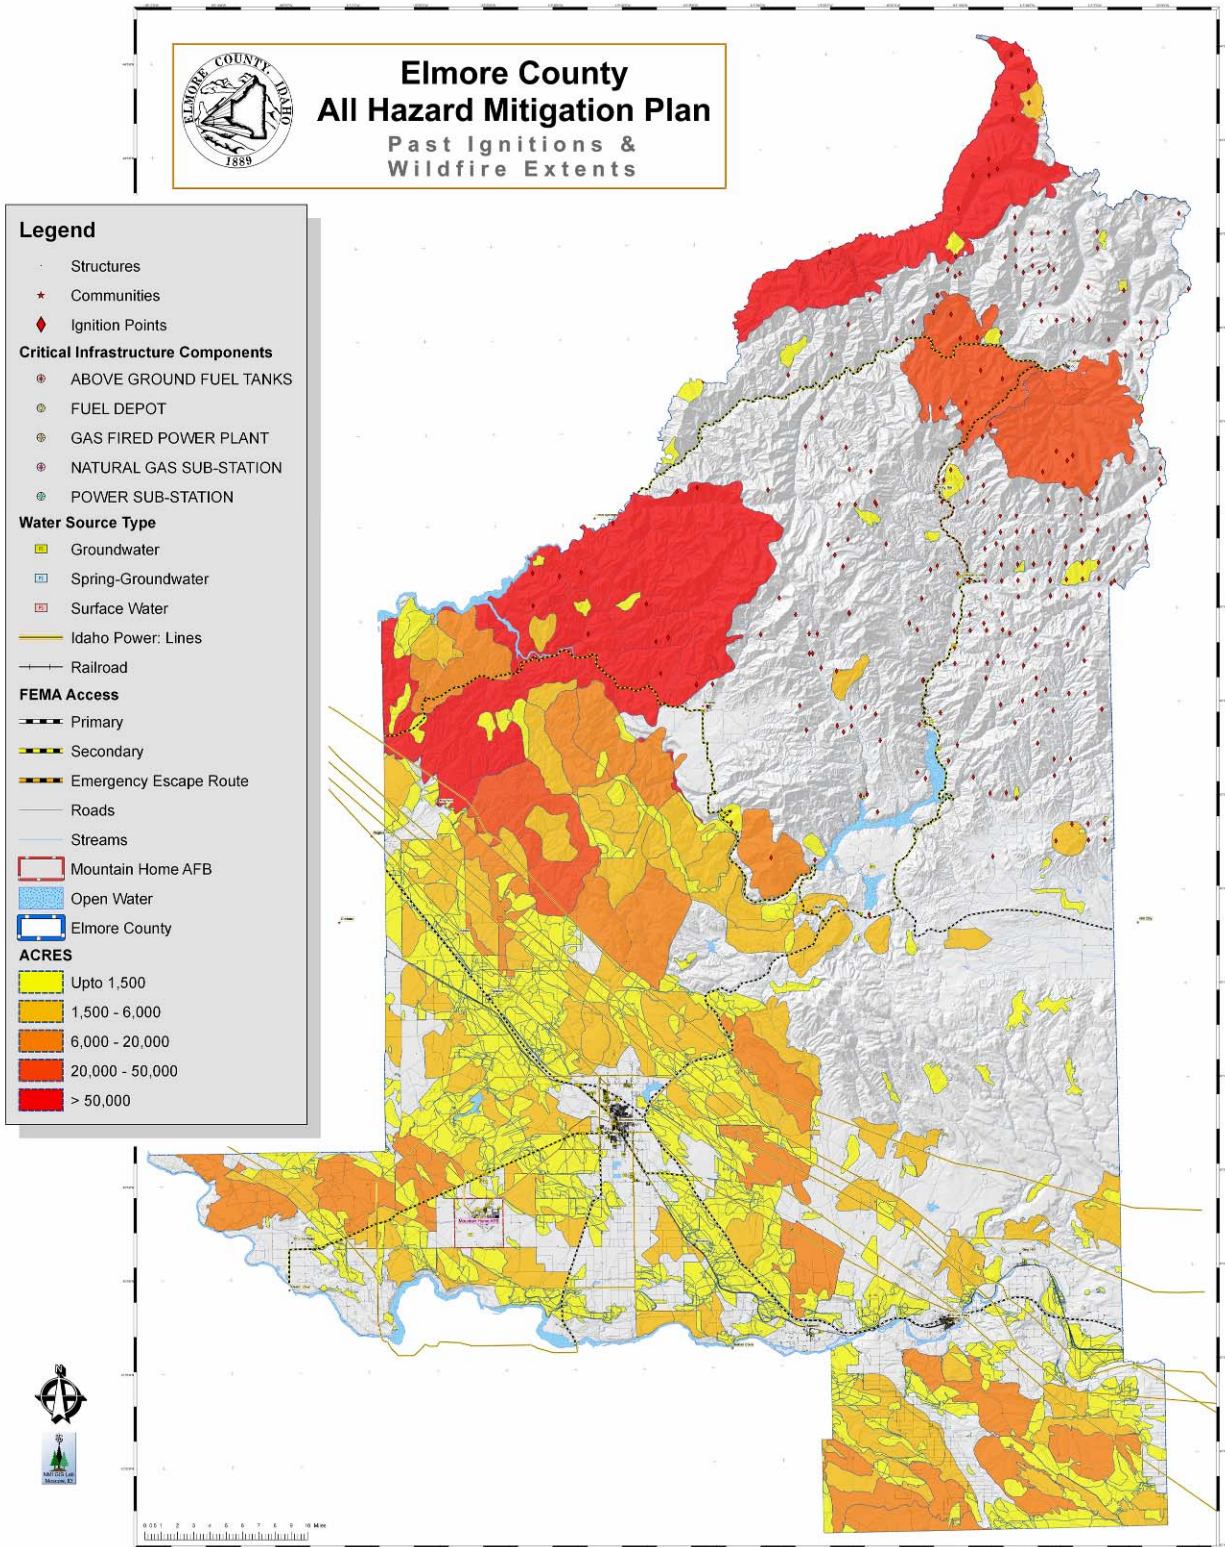 ELMORE COUNTY, IDAHO
1889
Elmore County
All Hazard Mitigation Plan
Past Ignitions &
Wildfire Extents
Legend
Structures
Communities
Ignition Points
Critical Infrastructure Components
ABOVE GROUND FUEL TANKS
FUEL DEPOT
GAS FIRED POWER PLANT
NATURAL GAS SUB-STATION
POWER SUB-STATION
Water Source Type
Groundwater
Spring-Groundwater
Surface Water
Idaho Power: Lines
Railroad
FEMA Access
Primary
Secondary
Emergency Escape Route
Roads
Streams
Mountain Home AFB
Open Water
Elmore County
ACRES
Upto 1,500
1,500 - 6,000
6,000 - 20,000
20,000 - 50,000
> 50,000
Mountain Home AFB
N
Moscow, ID
Miles